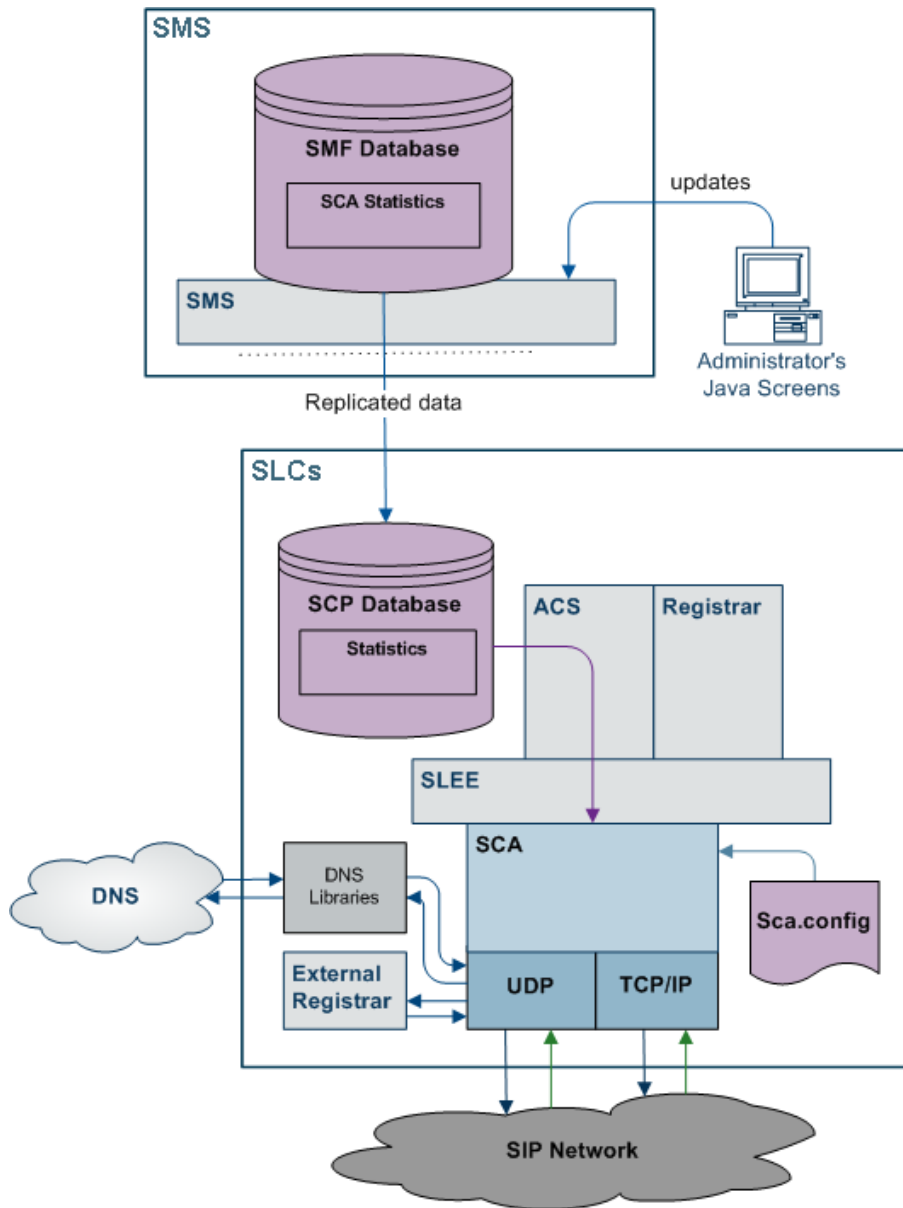 SMS
SMF Database
SCA Statistics
updates
SMS
Administrator's
Java Screens
Replicated data
SLCs
SCP Database
Statistics
ACS
Registrar
SLEE
SCA
DNS
DNS
Libraries
Sca.config
External
Registrar
UDP
TCP/IP
SIP Network